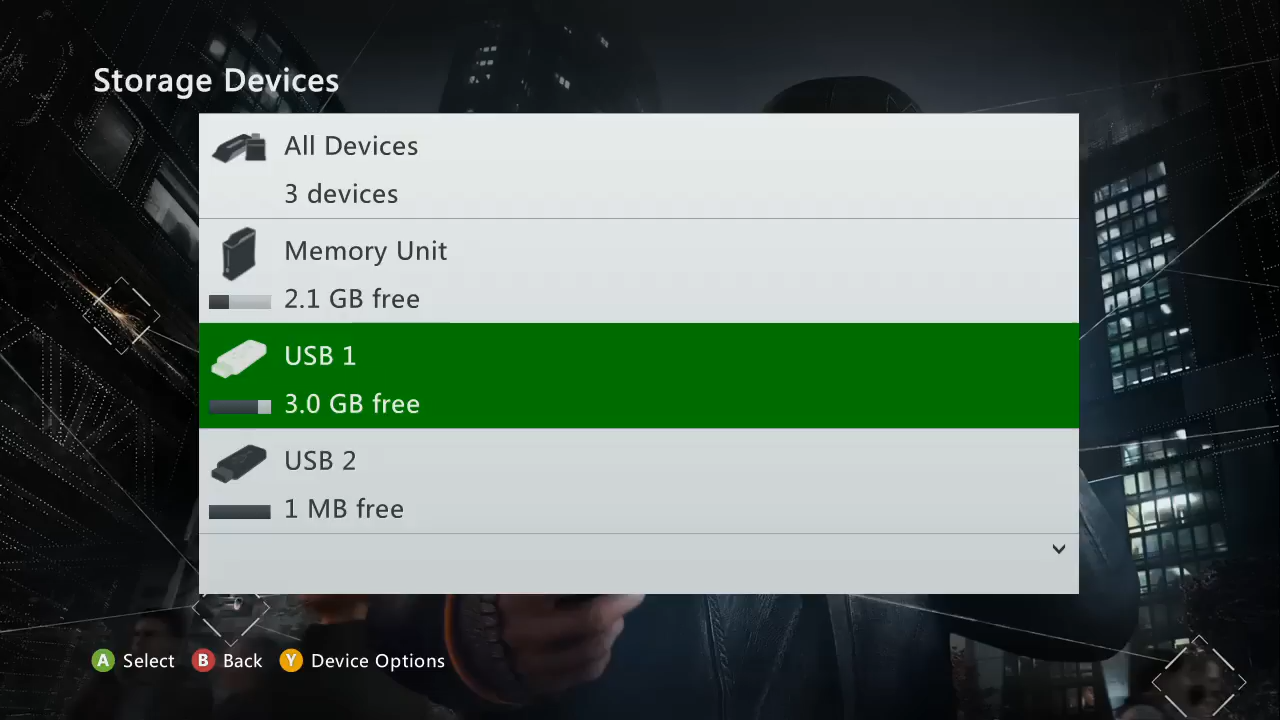 Storage Devices
All Devices
3 devices
Memory Unit
2.1 GB free
USB 1
3.0 GB free
USB 2
1 MB free
A Select B Back Y Device Options